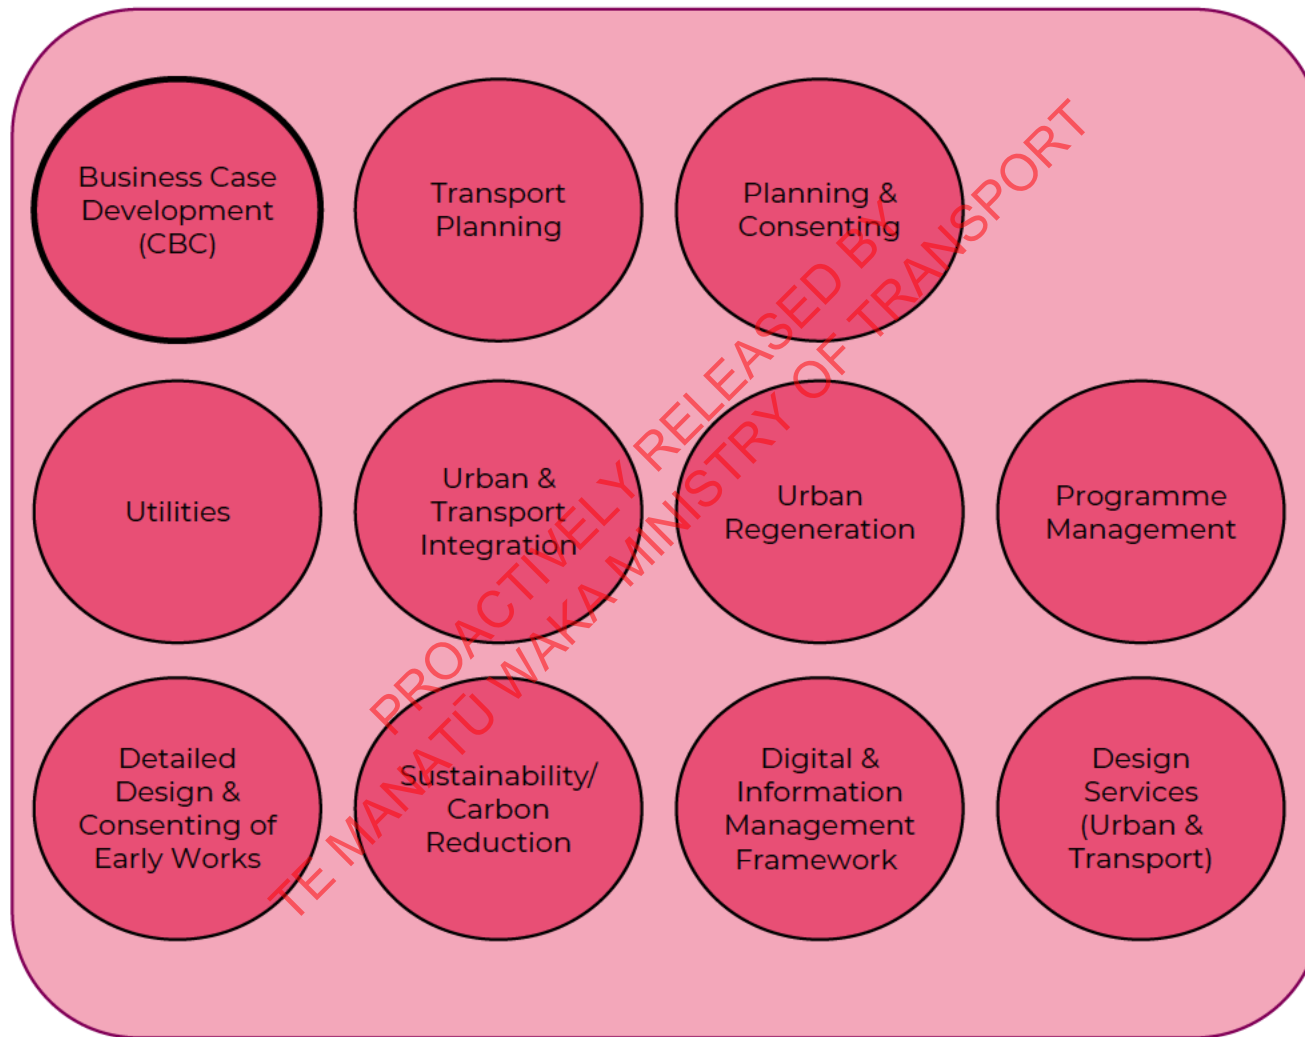 Business Case
Development
(CBC)
Transport
Planning
Planning &
Consenting
Utilities
Urban &
Transport
Integration
Urban
Regeneration
Programme
Management
Detailed
Design &
Consenting of
Early Works
Sustainability/
Carbon
Reduction
Digital &
Information
Management
Framework
Design
Services
(Urban &
Transport)
PROACTIVELY RELEASED BY
TE MANATŪ WAKA MINISTRY OF TRANSPORT